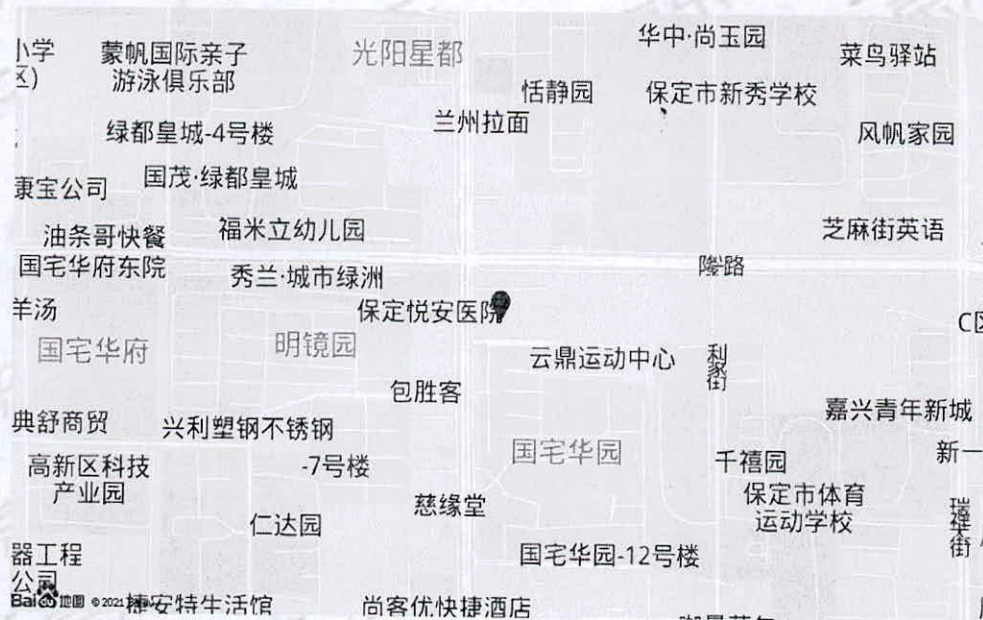 小学
区)
蒙帆国际亲子
游泳俱乐部
光阳星都
华中·尚玉园
菜鸟驿站
恬静园
保定市新秀学校
兰州拉面
绿都皇城-4号楼
风帆家园
康宝公司
国茂·绿都皇城
油条哥快餐
福米立幼儿园
芝麻街英语
国宅华府东院
秀兰·城市绿洲
路
羊汤
保定悦安医院
C区
国宅华府
明镜园
云鼎运动中心
利家街
包胜客
典舒商贸
兴利塑钢不锈钢
嘉兴青年新城
高新区科技
产业园
-7号楼
国宅华园
千禧园
新一
慈缘堂
保定市体育
运动学校
仁达园
瑞祥街
器工程
公司
国宅华园-12号楼
Bai地图 ©2021
捷安特生活馆
尚客优快捷酒店